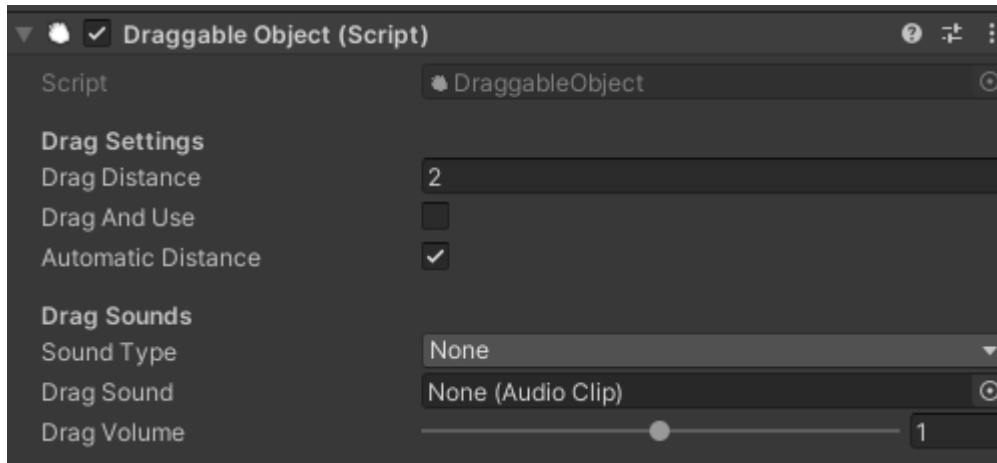 Draggable Object (Script)
Script DraggableObject
Drag Settings
Drag Distance 2
Drag And Use
Automatic Distance
Drag Sounds
Sound Type None
Drag Sound None (Audio Clip)
Drag Volume 1